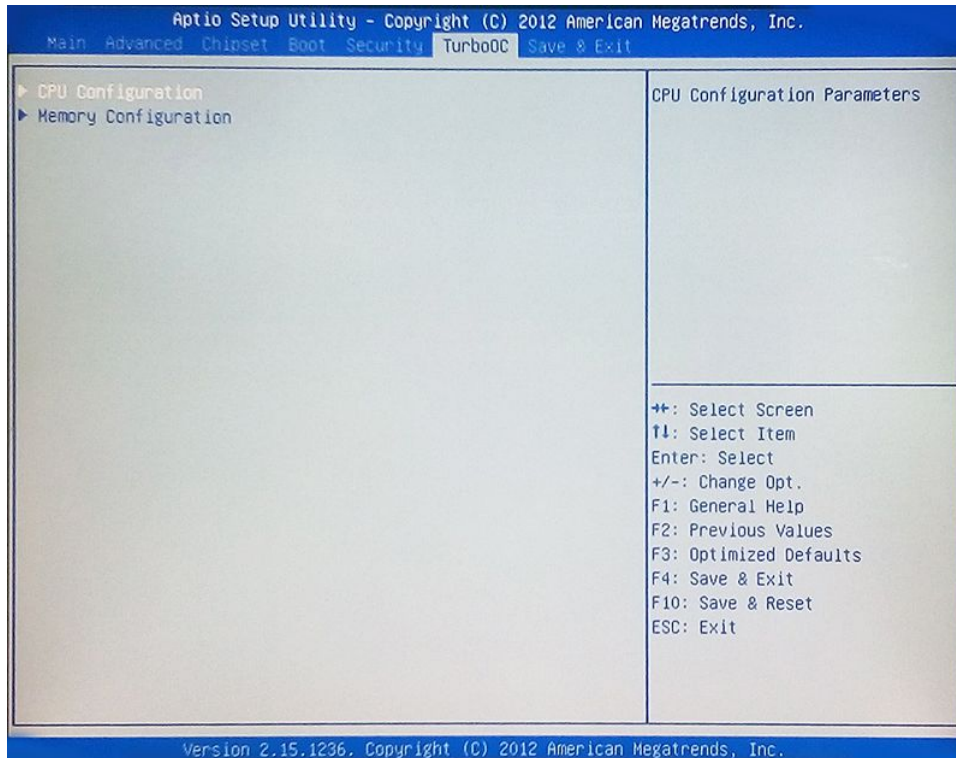 Aptio Setup Utility - Copyright (C) 2012 American Megatrends, Inc.
Main Advanced Chipset Boot Security TurboOC Save & Exit
► CPU Configuration
► Memory Configuration
CPU Configuration Parameters
→←: Select Screen
↑↓: Select Item
Enter: Select
+/-: Change Opt.
F1: General Help
F2: Previous Values
F3: Optimized Defaults
F4: Save & Exit
F10: Save & Reset
ESC: Exit
Version 2.15.1236. Copyright (C) 2012 American Megatrends, Inc.